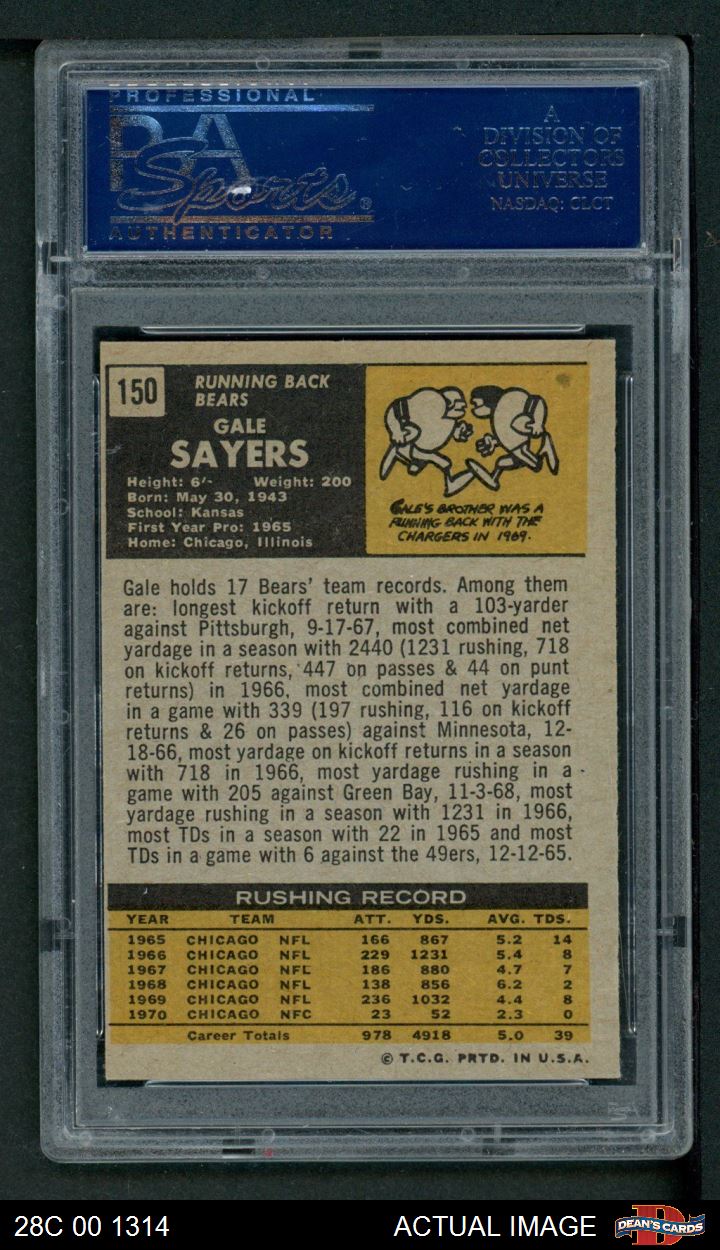 PROFESSIONAL
PSA
Sports®
AUTHENTICATOR
A
DIVISION OF
COLLECTORS
UNIVERSE
NASDAQ: CLCT
150
RUNNING BACK
BEARS
GALE
SAYERS
Height: 6'- Weight: 200
Born: May 30, 1943
School: Kansas
First Year Pro: 1965
Home: Chicago, Illinois
GALE'S BROTHER WAS A
RUNNING BACK WITH THE
CHARGERS IN 1969.
Gale holds 17 Bears' team records. Among them
are: longest kickoff return with a 103-yarder
against Pittsburgh, 9-17-67, most combined net
yardage in a season with 2440 (1231 rushing, 718
on kickoff returns, 447 on passes & 44 on punt
returns) in 1966, most combined net yardage
in a game with 339 (197 rushing, 116 on kickoff
returns & 26 on passes) against Minnesota, 12-
18-66, most yardage on kickoff returns in a season
with 718 in 1966, most yardage rushing in a
game with 205 against Green Bay, 11-3-68, most
yardage rushing in a season with 1231 in 1966,
most TDs in a season with 22 in 1965 and most
TDs in a game with 6 against the 49ers, 12-12-65.
RUSHING RECORD
YEAR TEAM ATT. YDS. AVG. TDS.
1965 CHICAGO NFL 166 867 5.2 14
1966 CHICAGO NFL 229 1231 5.4 8
1967 CHICAGO NFL 186 880 4.7 7
1968 CHICAGO NFL 138 856 6.2 2
1969 CHICAGO NFL 236 1032 4.4 8
1970 CHICAGO NFC 23 52 2.3 0
Career Totals 978 4918 5.0 39
© T.C.G. PRTD. IN U.S.A.
28C 00 1314 ACTUAL IMAGE DEAN'S CARDS